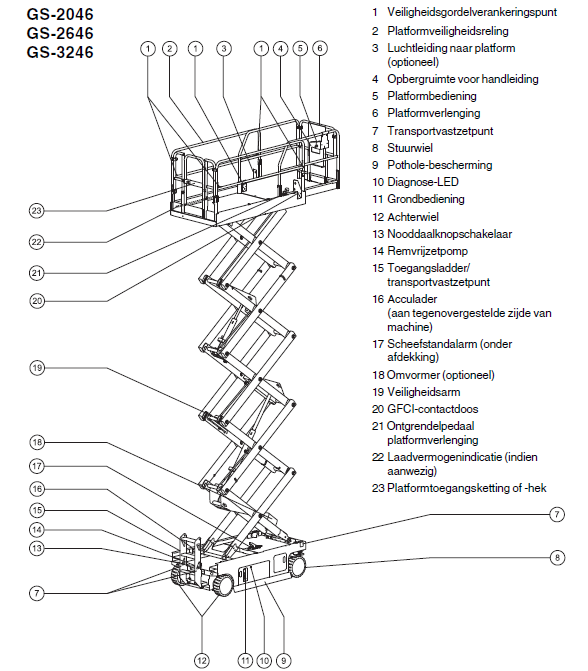 GS-2046
GS-2646
GS-3246
1 2 1 3 1 4 5 6
23
22
21
20
19
18
17
16
15
14
13
7
12 11 10 9
7
8
1 Veiligheidsgordelverankeringspunt
2 Platformveiligheidsreling
3 Luchtleiding naar platform
(optioneel)
4 Opbergruimte voor handleiding
5 Platformbediening
6 Platformverlenging
7 Transportvastzetpunt
8 Stuurwiel
9 Pothole-bescherming
10 Diagnose-LED
11 Grondbediening
12 Achterwiel
13 Nooddaalknopschakelaar
14 Remvrijzetpomp
15 Toegangsladder/
transportvastzetpunt
16 Acculader
(aan tegenovergestelde zijde van
machine)
17 Scheefstandalarm (onder
afdekking)
18 Omvormer (optioneel)
19 Veiligheidsarm
20 GFCI-contactdoos
21 Ontgrendelpedaal
platformverlenging
22 Laadvermogenindicatie (indien
aanwezig)
23 Platformtoegangsketting of -hek